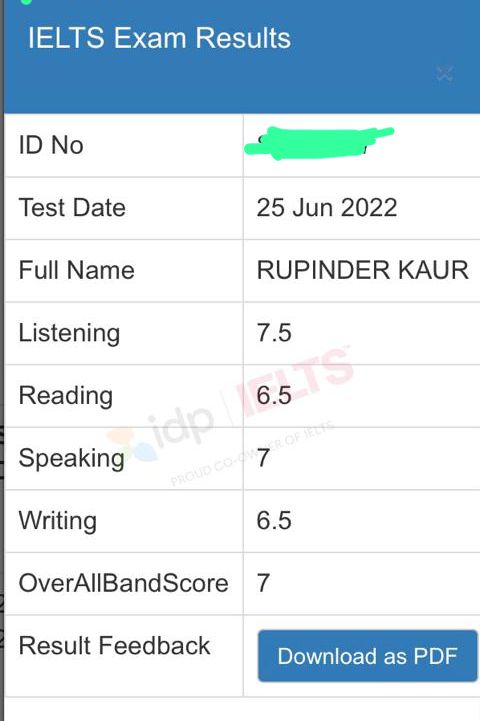 IELTS Exam Results
ID No
Test Date 25 Jun 2022
Full Name RUPINDER KAUR
Listening 7.5
Reading 6.5
Speaking 7
Writing 6.5
OverAllBandScore 7
Result Feedback Download as PDF
idp IELTS™
PROUD CO-OWNER OF IELTS